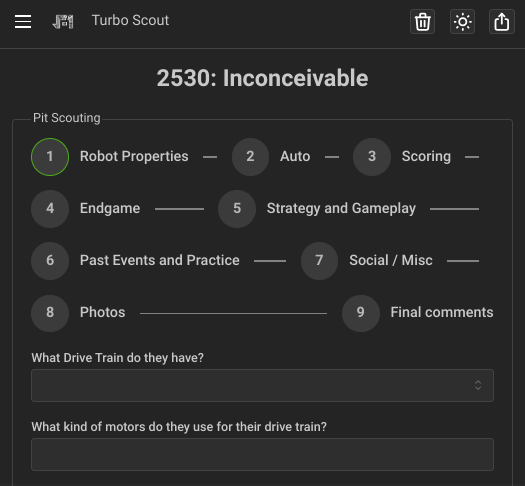 Turbo Scout
2530: Inconceivable
Pit Scouting
1 Robot Properties 2 Auto 3 Scoring
4 Endgame 5 Strategy and Gameplay
6 Past Events and Practice 7 Social / Misc
8 Photos 9 Final comments
What Drive Train do they have?
What kind of motors do they use for their drive train?